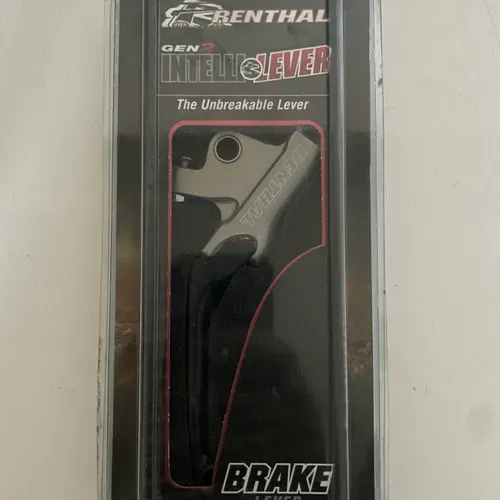 RENTHAL
GEN2
INTELLILEVER
The Unbreakable Lever
RENTHAL
BRAKE
LEVER